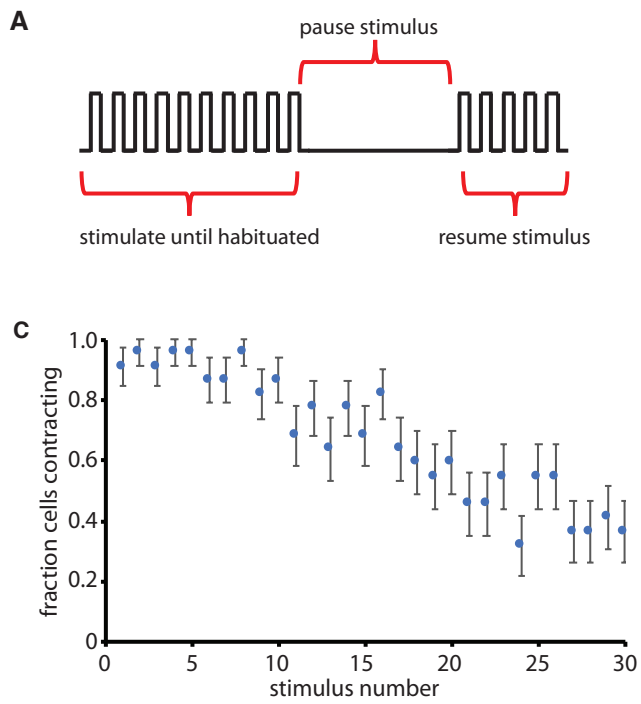 A
pause stimulus
stimulate until habituated
resume stimulus
C
fraction cells contracting
1.0
0.8
0.6
0.4
0.2
0
0
5
10
15
20
25
30
stimulus number